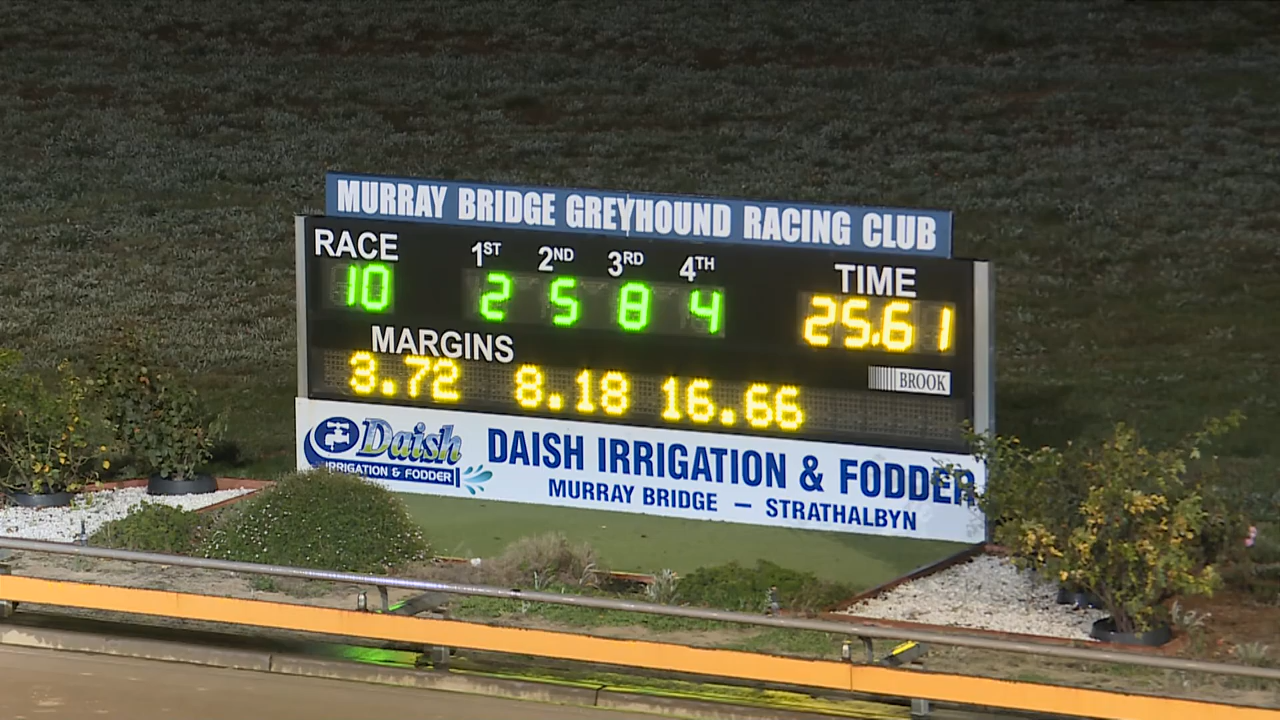 MURRAY BRIDGE GREYHOUND RACING CLUB
RACE 1ST 2ND 3RD 4TH TIME
10 2 5 8 4 25.61
MARGINS
3.72 8.18 16.66
BROOK
Daish
IRRIGATION & FODDER
DAISH IRRIGATION & FODDER
MURRAY BRIDGE — STRATHALBYN